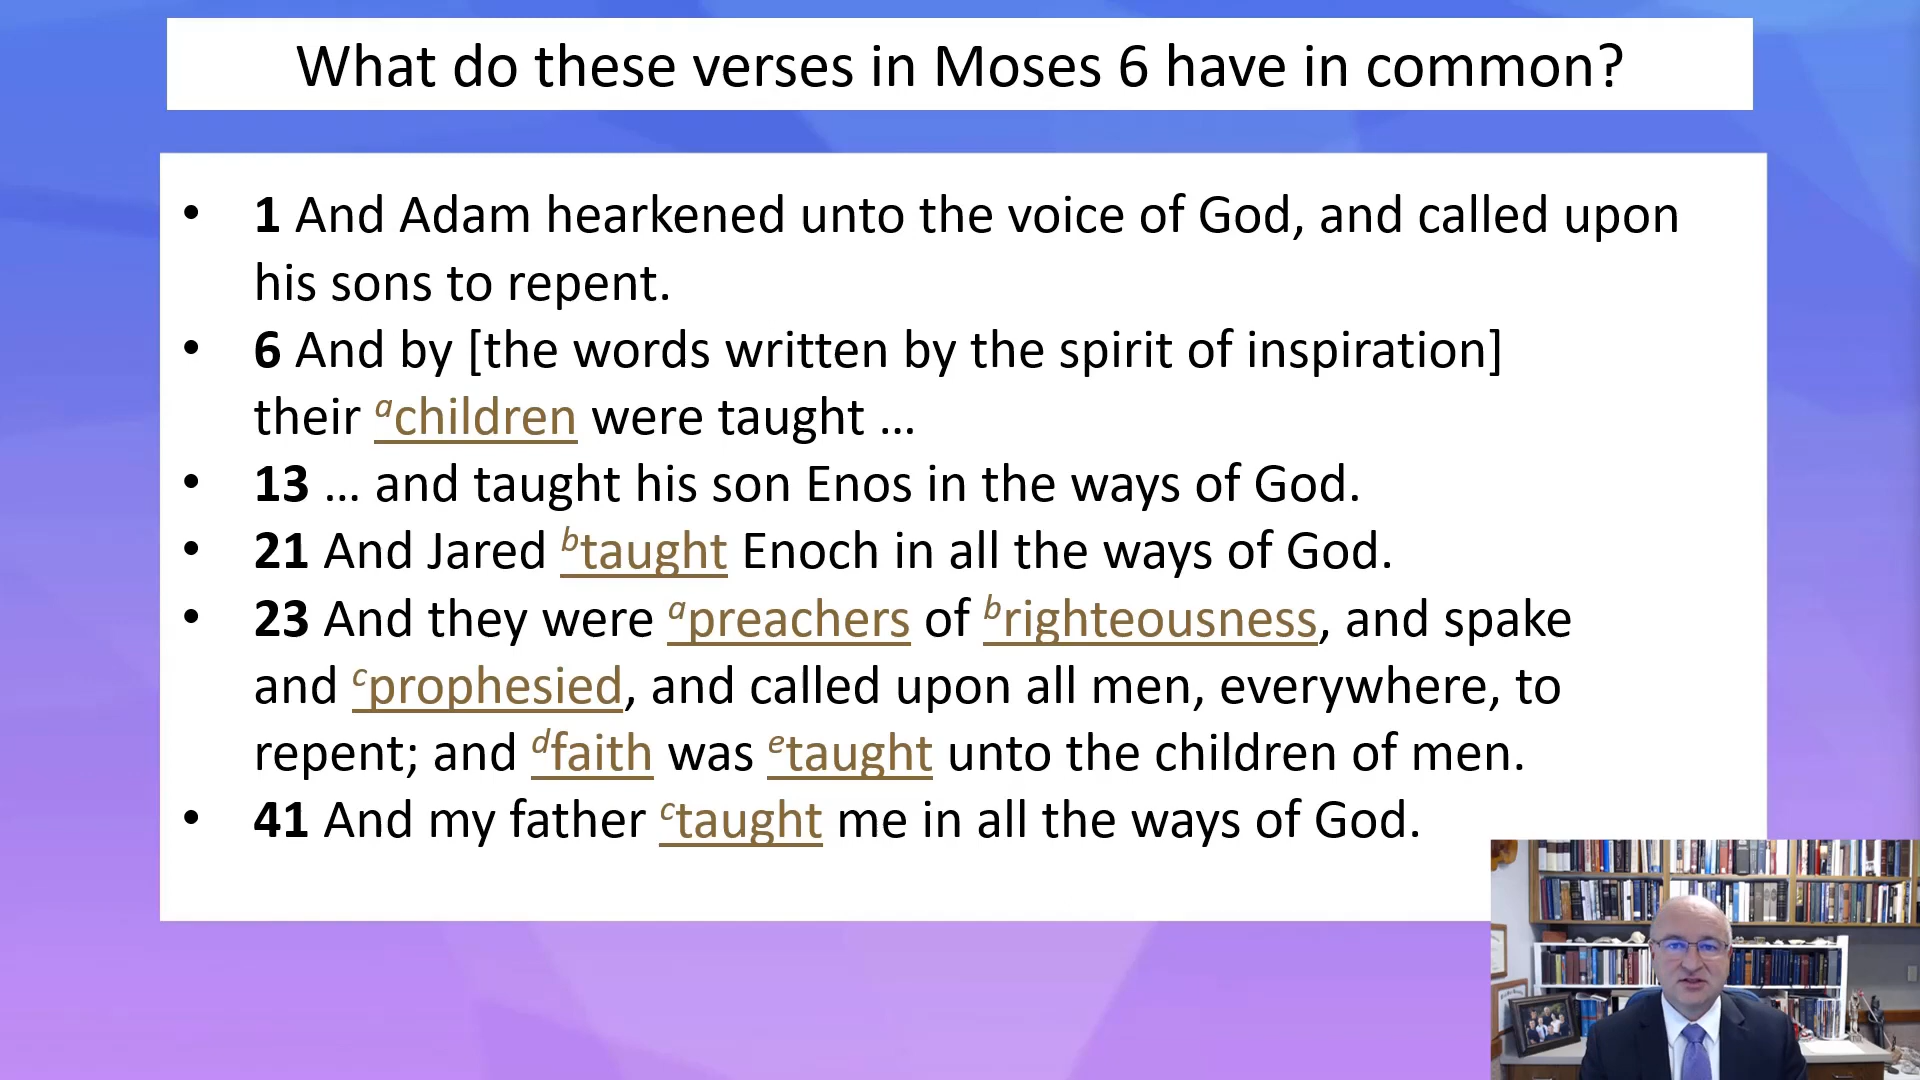 What do these verses in Moses 6 have in common?
• 1 And Adam hearkened unto the voice of God, and called upon
his sons to repent.
• 6 And by [the words written by the spirit of inspiration]
their achildren were taught …
• 13 … and taught his son Enos in the ways of God.
• 21 And Jared btaught Enoch in all the ways of God.
• 23 And they were apreachers of brighteousness, and spake
and cprophesied, and called upon all men, everywhere, to
repent; and dfaith was etaught unto the children of men.
• 41 And my father ctaught me in all the ways of God.